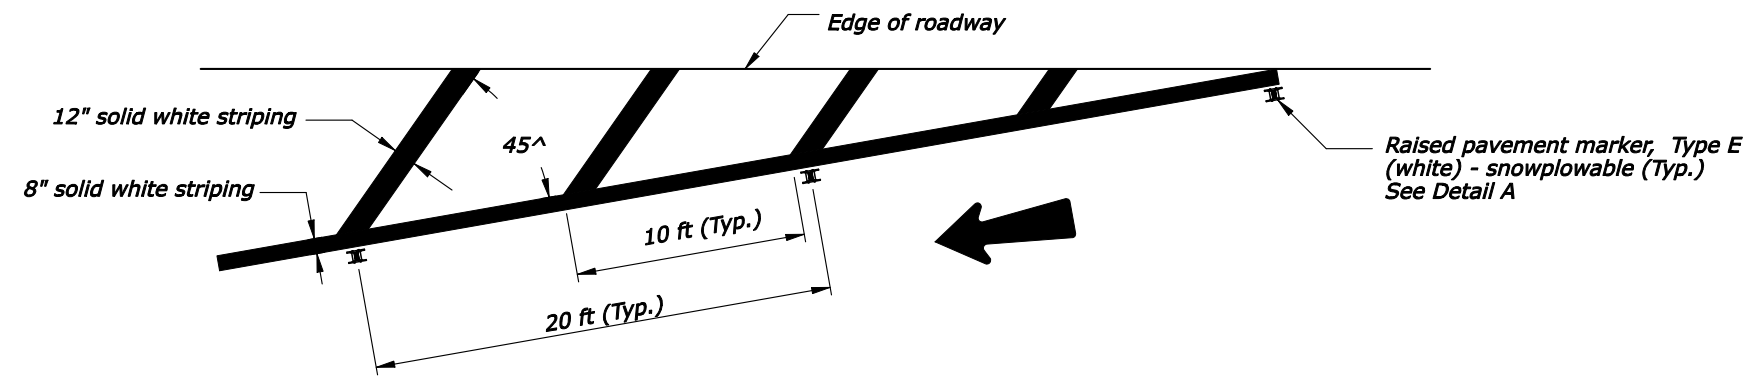 Edge of roadway
12" solid white striping
45^
Raised pavement marker, Type E
(white) - snowplowable (Typ.)
See Detail A
8" solid white striping
10 ft (Typ.)
20 ft (Typ.)